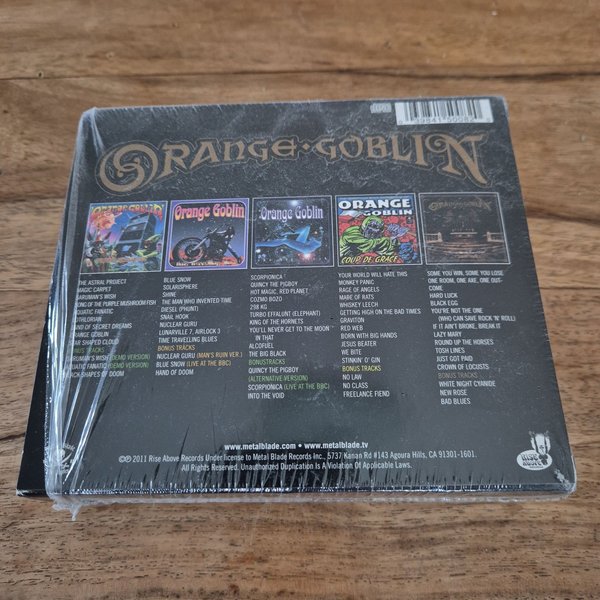 ORANGE·GOBLIN
ORANGE GOBLIN
Orange Goblin
Orange Goblin
ORANGE
GOBLIN
COUP DE GRACE
ORANGE GOBLIN
THE ASTRAL PROJECT
MAGIC CARPET
SARUMAN'S WISH
SONG OF THE PURPLE MUSHROOM FISH
AQUATIC FANATIC
LOTHLORIAN
LAND OF SECRET DREAMS
ORANGE GOBLIN
STAR SHAPED CLOUD
BONUS TRACKS
SARUMAN'S WISH (DEMO VERSION)
AQUATIC FANATIC (DEMO VERSION)
BLACK SHAPES OF DOOM
BLUE SNOW
SOLARISPHERE
SHINE
THE MAN WHO INVENTED TIME
DIESEL (PHUNT)
SNAIL HOOK
NUCLEAR GURU
LUNARVILLE 7, AIRLOCK 3
TIME TRAVELLING BLUES
BONUS TRACKS
NUCLEAR GURU (MAN'S RUIN VER.)
BLUE SNOW (LIVE AT THE BBC)
HAND OF DOOM
SCORPIONICA
QUINCY THE PIGBOY
HOT MAGIC, RED PLANET
COZMO BOZO
298 KG
TURBO EFFALUNT (ELEPHANT)
KING OF THE HORNETS
YOU'LL NEVER GET TO THE MOON
IN THAT
ALCOFUEL
THE BIG BLACK
BONUSTRACKS
QUINCY THE PIGBOY
(ALTERNATIVE VERSION)
SCORPIONICA (LIVE AT THE BBC)
INTO THE VOID
YOUR WORLD WILL HATE THIS
MONKEY PANIC
RAGE OF ANGELS
MADE OF RATS
WHISKEY LEECH
GETTING HIGH ON THE BAD TIMES
GRAVITON
RED WEB
BORN WITH BIG HANDS
JESUS BEATER
WE BITE
STINKIN' O' GIN
BONUS TRACKS
NO LAW
NO CLASS
FREELANCE FIEND
SOME YOU WIN, SOME YOU LOSE
ONE ROOM, ONE AXE, ONE OUT-
COME
HARD LUCK
BLACK EGG
YOU'RE NOT THE ONE
(WHO CAN SAVE ROCK 'N' ROLL)
IF IT AIN'T BROKE, BREAK IT
LAZY MARY
ROUND UP THE HORSES
TOSH LINES
JUST GOT PAID
CROWN OF LOCUSTS
BONUS TRACKS
WHITE NIGHT CYANIDE
NEW ROSE
BAD BLUES
www.metalblade.com • www.metalblade.tv
©℗ 2011 Rise Above Records Under license to Metal Blade Records Inc., 5737 Kanan Rd #143 Agoura Hills, CA 91301-1601.
All Rights Reserved. Unauthorized Duplication Is A Violation Of Applicable Laws.
RISE
ABOVE